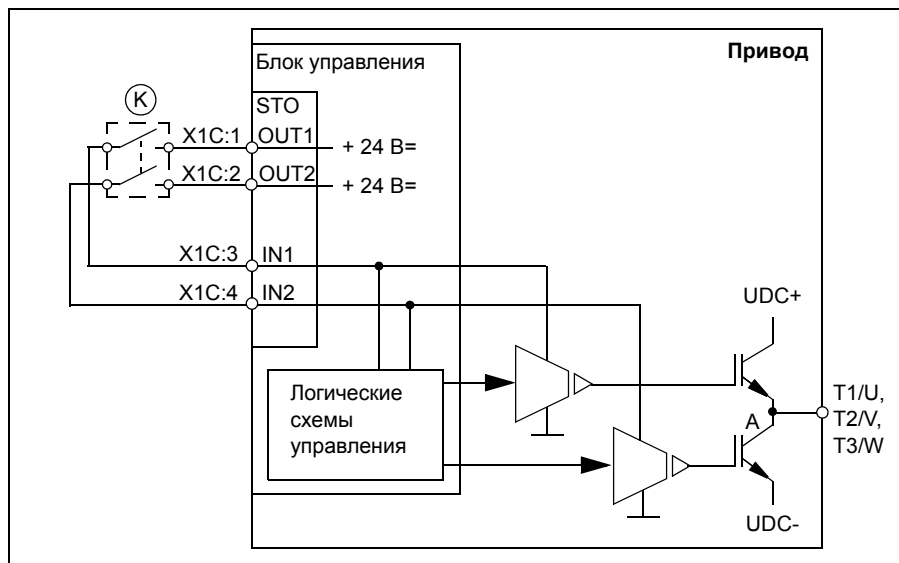 Привод
Блок управления
K
STO
X1C:1 OUT1 + 24 В=
X1C:2 OUT2 + 24 В=
X1C:3 IN1
X1C:4 IN2
UDC+
Логические
схемы
управления
A
T1/U,
T2/V,
T3/W
UDC-